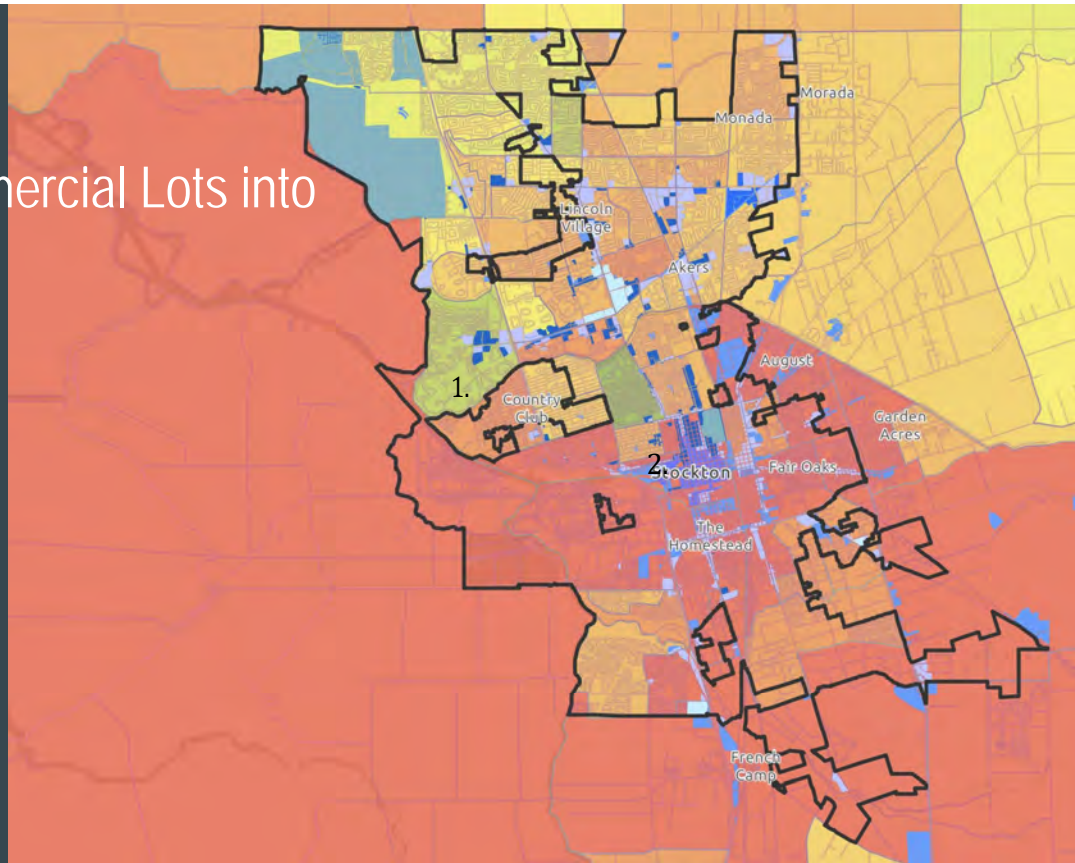 mercial Lots into
Morada
Monada
Lincoln
Village
Akers
August
1.
Country
Club
Garden
Acres
2.
Stockton
Fair Oaks
The
Homestead
French
Camp